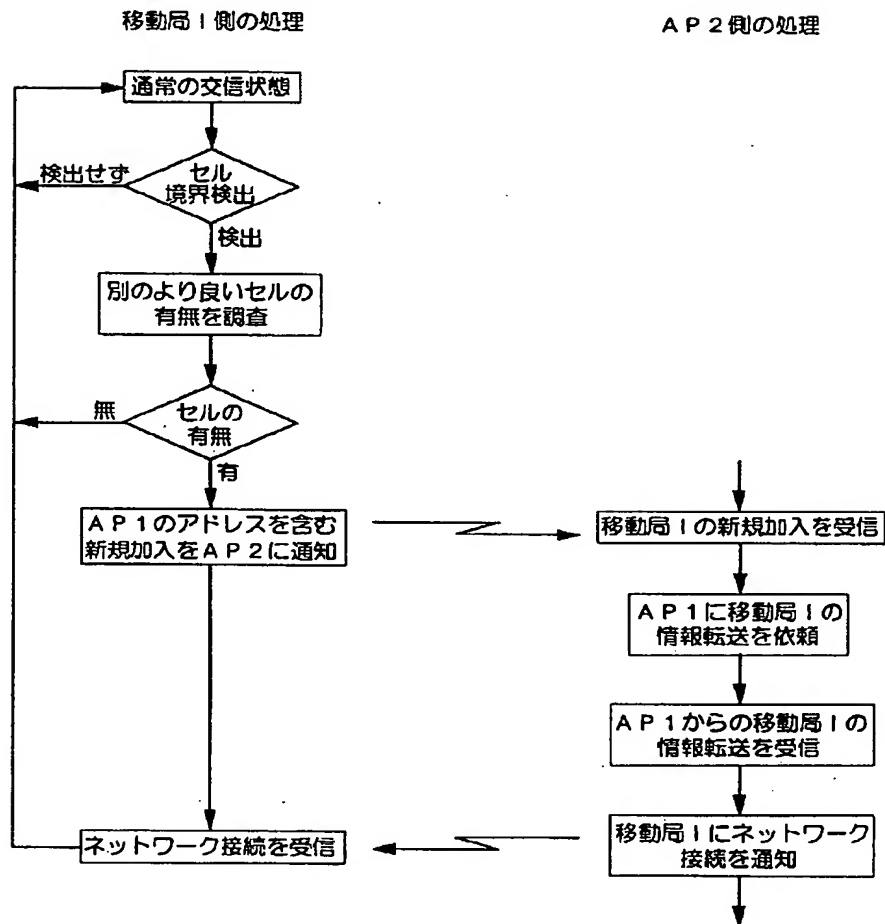 移動局1側の処理
AP2側の処理
通常の交信状態
検出せず
セル
境界検出
検出
別のより良いセルの
有無を調査
無
セルの
有無
有
AP1のアドレスを含む
新規加入をAP2に通知
移動局1の新規加入を受信
AP1に移動局1の
情報転送を依頼
AP1からの移動局1の
情報転送を受信
ネットワーク接続を受信
移動局1にネットワーク
接続を通知